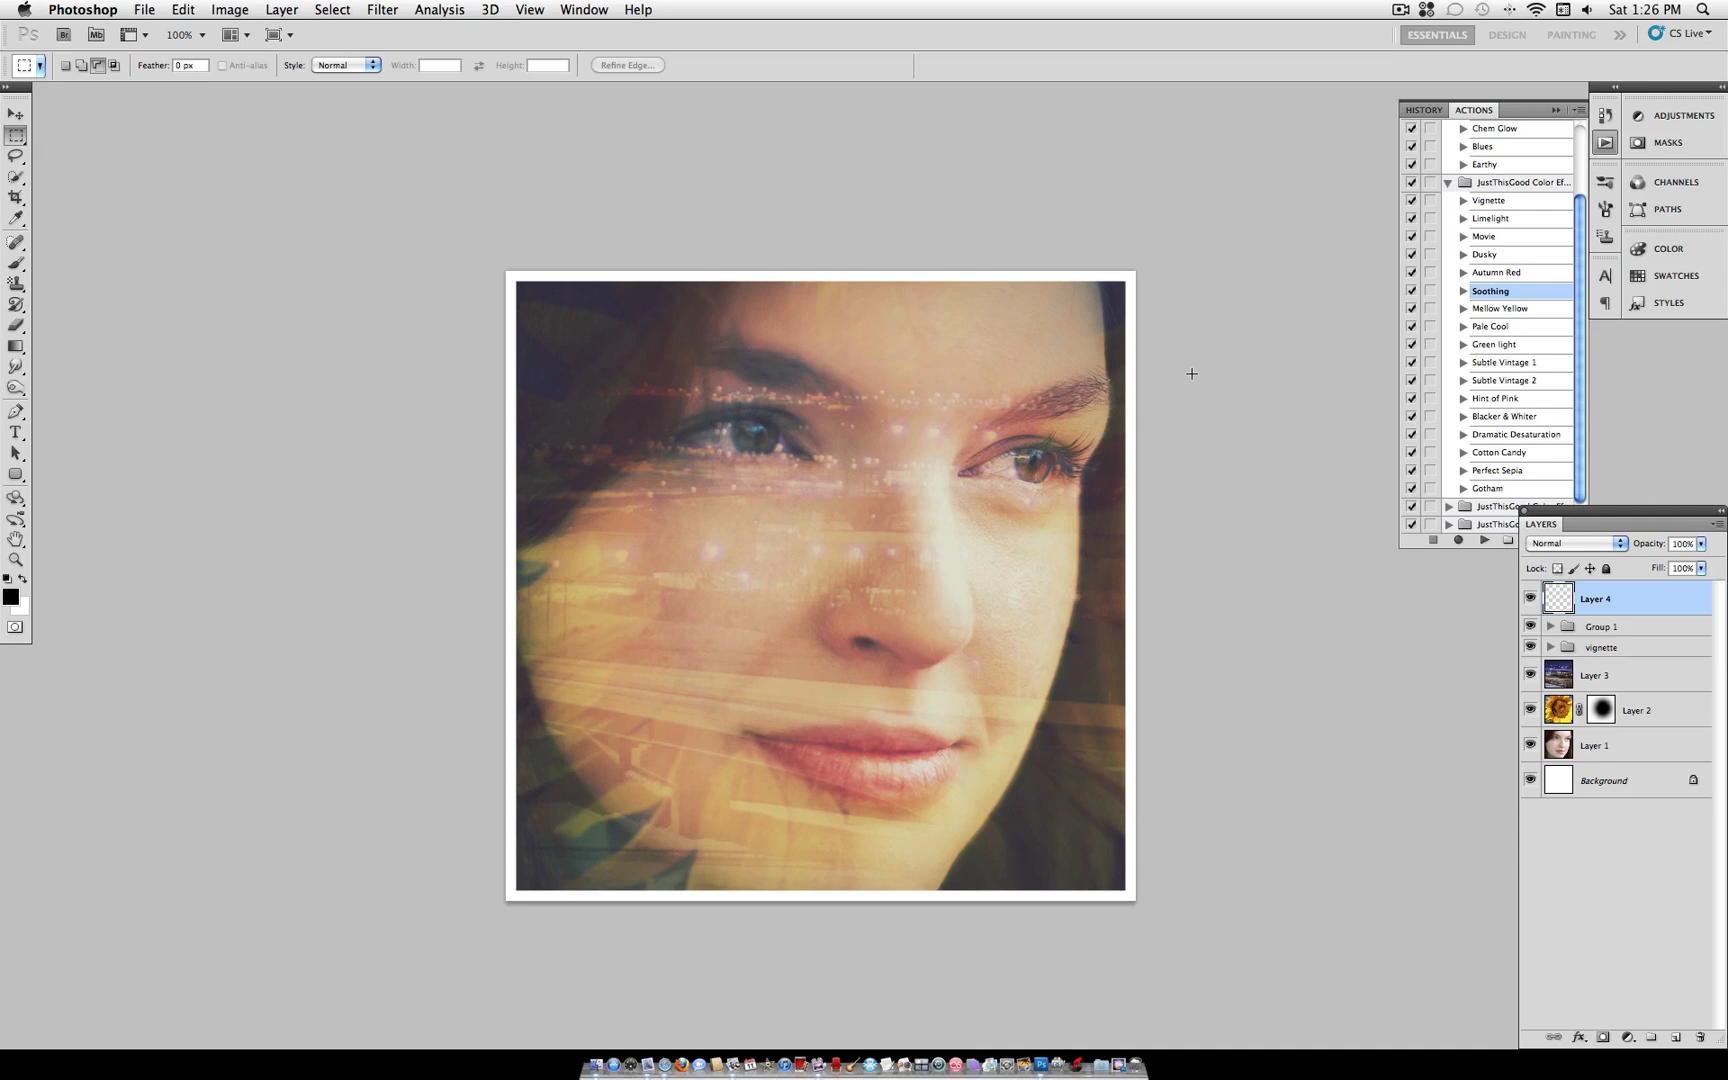 Photoshop File Edit Image Layer Select Filter Analysis 3D View Window Help Sat 1:26 PM
Ps Br Mb 100% ESSENTIALS DESIGN PAINTING CS Live
Feather: 0 px Anti-alias Style: Normal Width: Height: Refine Edge...
HISTORY ACTIONS
Chem Glow
Blues
Earthy
JustThisGood Color Ef...
Vignette
Limelight
Movie
Dusky
Autumn Red
Soothing
Mellow Yellow
Pale Cool
Green light
Subtle Vintage 1
Subtle Vintage 2
Hint of Pink
Blacker & Whiter
Dramatic Desaturation
Cotton Candy
Perfect Sepia
Gotham
ADJUSTMENTS
MASKS
CHANNELS
PATHS
COLOR
SWATCHES
STYLES
LAYERS
Normal Opacity: 100%
Lock: Fill: 100%
Layer 4
Group 1
vignette
Layer 3
Layer 2
Layer 1
Background